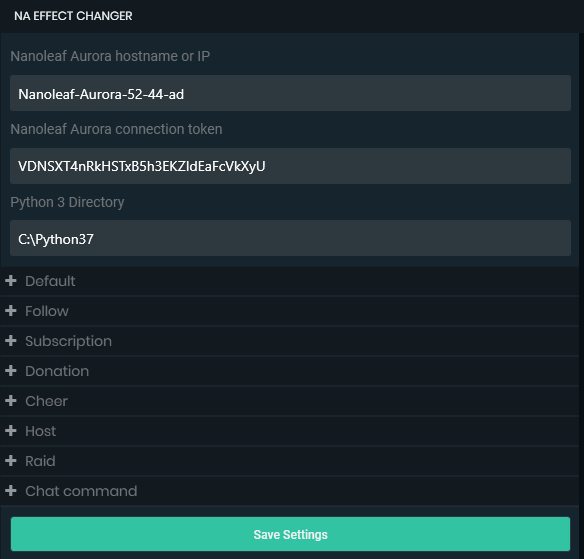 NA EFFECT CHANGER
Nanoleaf Aurora hostname or IP
Nanoleaf-Aurora-52-44-ad
Nanoleaf Aurora connection token
VDNSXT4nRkHSTxB5h3EKZIdEaFcVkXyU
Python 3 Directory
C:\Python37
Default
Follow
Subscription
Donation
Cheer
Host
Raid
Chat command
Save Settings